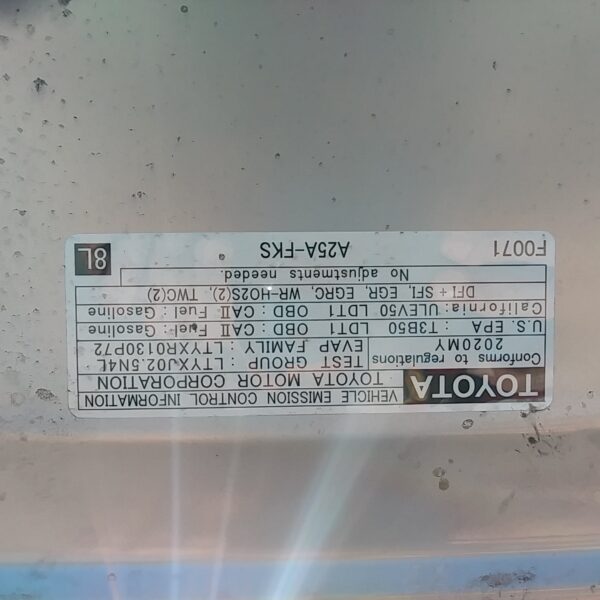 VEHICLE EMISSION CONTROL INFORMATION
TOYOTA
TOYOTA MOTOR CORPORATION
Conforms to regulations
2020MY
TEST GROUP : LTYXJ02.5N4L
EVAP FAMILY : LTYXR0130P72
U.S. EPA : T3B50 LDT1 OBD : CAII Fuel : Gasoline
California : ULEV50 LDT1 OBD : CAII Fuel : Gasoline
DFI + SFI, EGR, EGRC, WR-HO2S(2), TWC(2)
No adjustments needed.
F0071 A25A-FKS 8L